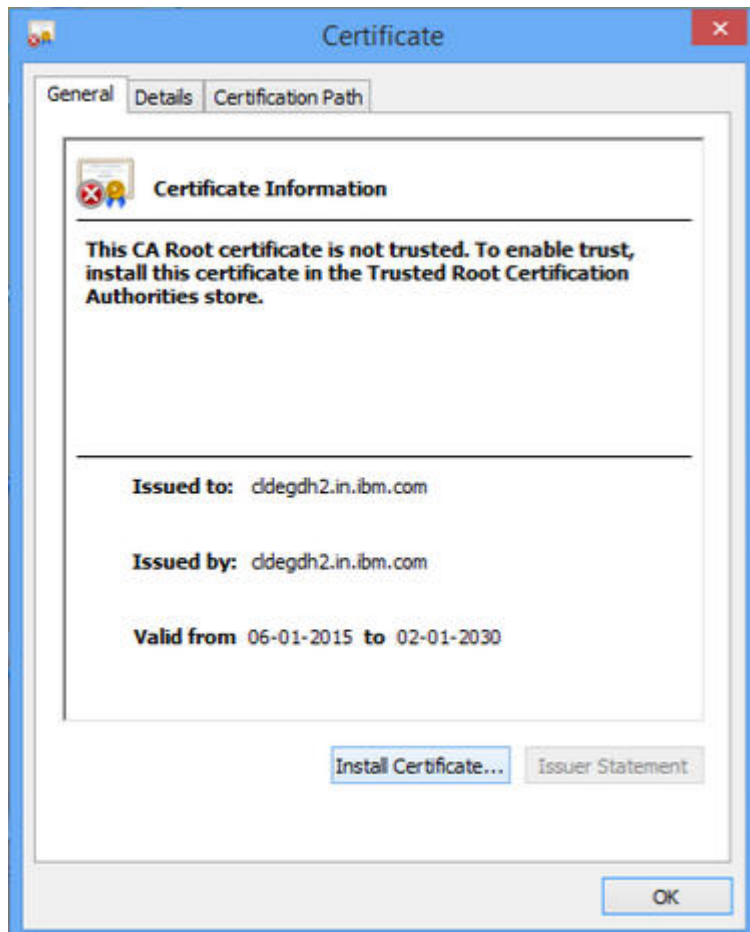 Certificate
General Details Certification Path
Certificate Information
This CA Root certificate is not trusted. To enable trust,
install this certificate in the Trusted Root Certification
Authorities store.
Issued to: cldegdh2.in.ibm.com
Issued by: cldegdh2.in.ibm.com
Valid from 06-01-2015 to 02-01-2030
Install Certificate... Issuer Statement
OK